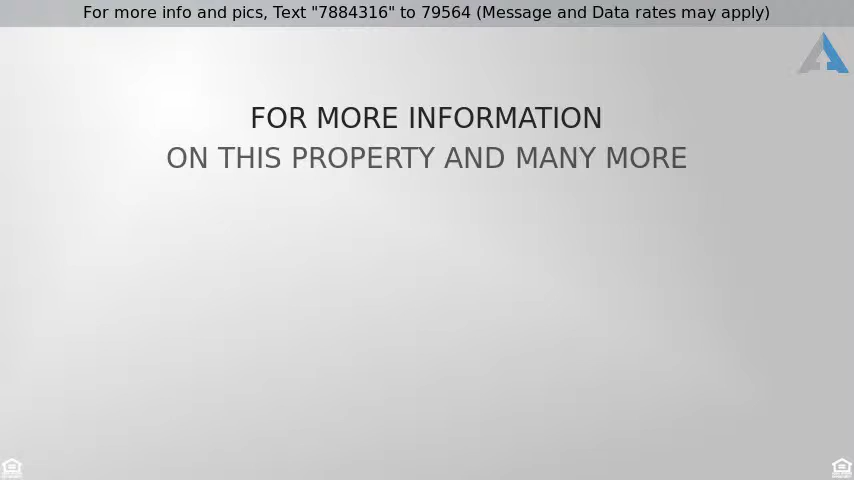 For more info and pics, Text "7884316" to 79564 (Message and Data rates may apply)
FOR MORE INFORMATION
ON THIS PROPERTY AND MANY MORE